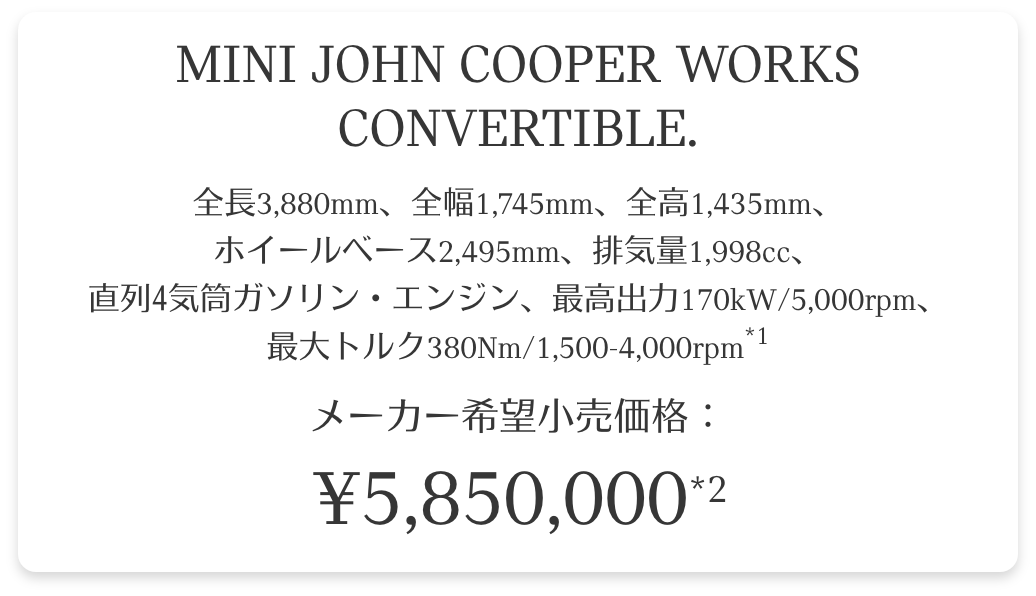 MINI JOHN COOPER WORKS
CONVERTIBLE.
全長3,880mm、全幅1,745mm、全高1,435mm、
ホイールベース2,495mm、排気量1,998cc、
直列4気筒ガソリン・エンジン、最高出力170kW/5,000rpm、
最大トルク380Nm/1,500-4,000rpm*1
メーカー希望小売価格：
¥5,850,000*2